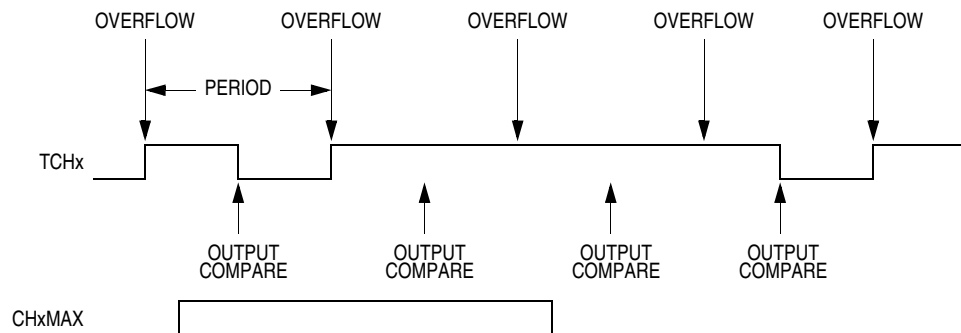 OVERFLOW OVERFLOW OVERFLOW OVERFLOW OVERFLOW
PERIOD
TCHx
OUTPUT COMPARE
OUTPUT COMPARE
OUTPUT COMPARE
OUTPUT COMPARE
CHxMAX